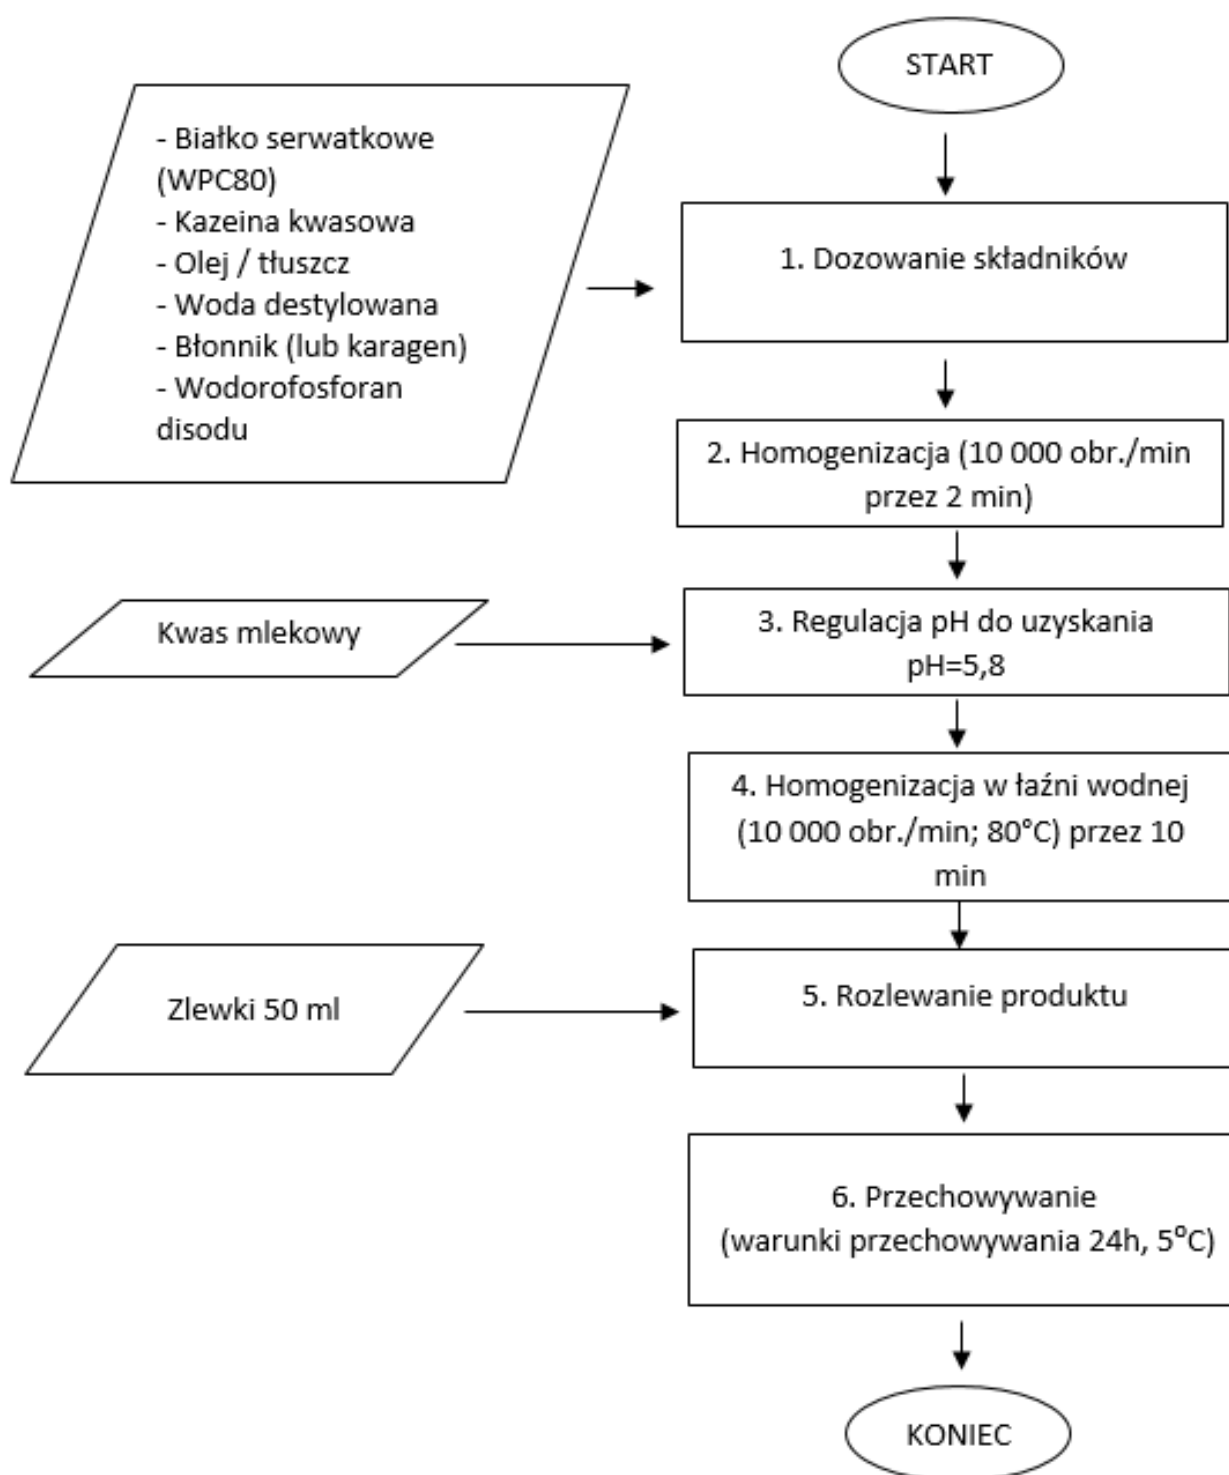 START
- Białko serwatkowe
(WPC80)
- Kazeina kwasowa
- Olej / tłuszcz
- Woda destylowana
- Błonnik (lub karagen)
- Wodorofosforan
disodu
1. Dozowanie składników
2. Homogenizacja (10 000 obr./min
przez 2 min)
Kwas mlekowy
3. Regulacja pH do uzyskania
pH=5,8
4. Homogenizacja w łaźni wodnej
(10 000 obr./min; 80°C) przez 10
min
Zlewki 50 ml
5. Rozlewanie produktu
6. Przechowywanie
(warunki przechowywania 24h, 5°C)
KONIEC